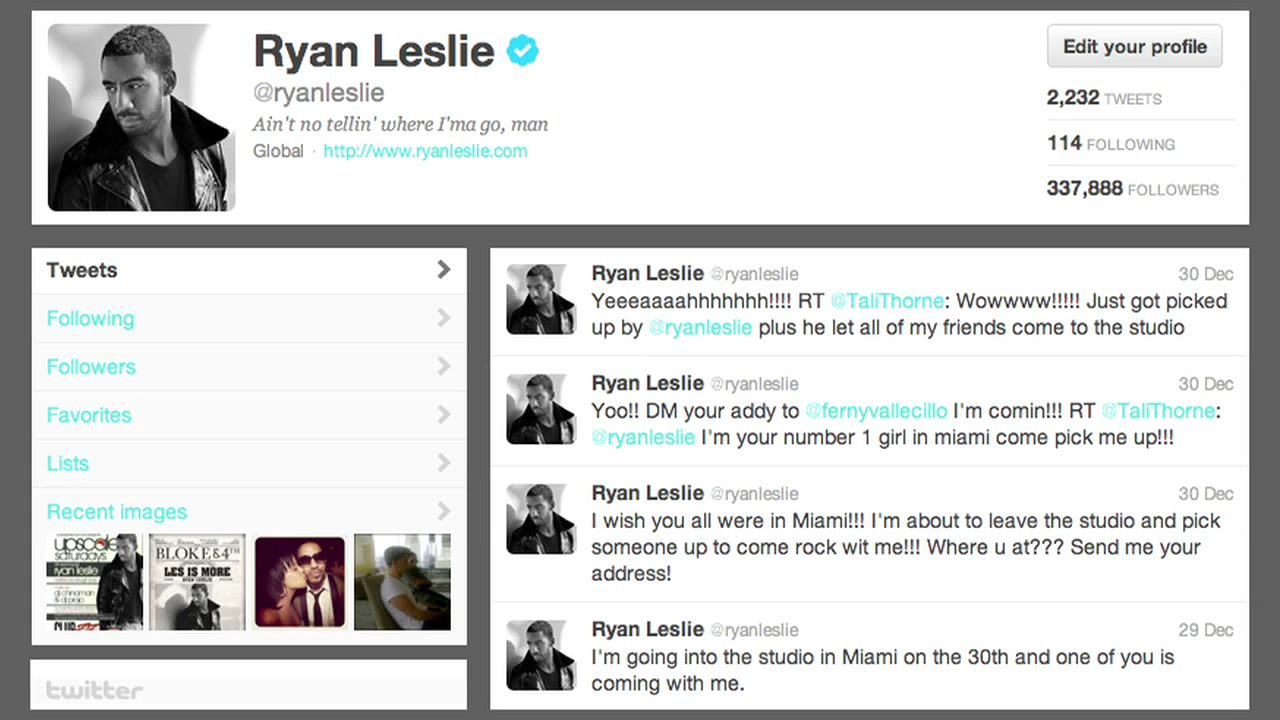 Ryan Leslie
@ryanleslie
Ain't no tellin' where I'ma go, man
Global · http://www.ryanleslie.com
Edit your profile
2,232 TWEETS
114 FOLLOWING
337,888 FOLLOWERS
Tweets
Following
Followers
Favorites
Lists
Recent images
upscale
saturdays
ryan leslie
BLOKE&4TH
LES IS MORE
RYAN LESLIE
twitter
Ryan Leslie @ryanleslie 30 Dec
Yeeeaaaahhhhhhh!!!! RT @TaliThorne: Wowwww!!!!! Just got picked
up by @ryanleslie plus he let all of my friends come to the studio
Ryan Leslie @ryanleslie 30 Dec
Yoo!! DM your addy to @fernyvallecillo I'm comin!!! RT @TaliThorne:
@ryanleslie I'm your number 1 girl in miami come pick me up!!!
Ryan Leslie @ryanleslie 30 Dec
I wish you all were in Miami!!! I'm about to leave the studio and pick
someone up to come rock wit me!!! Where u at??? Send me your
address!
Ryan Leslie @ryanleslie 29 Dec
I'm going into the studio in Miami on the 30th and one of you is
coming with me.